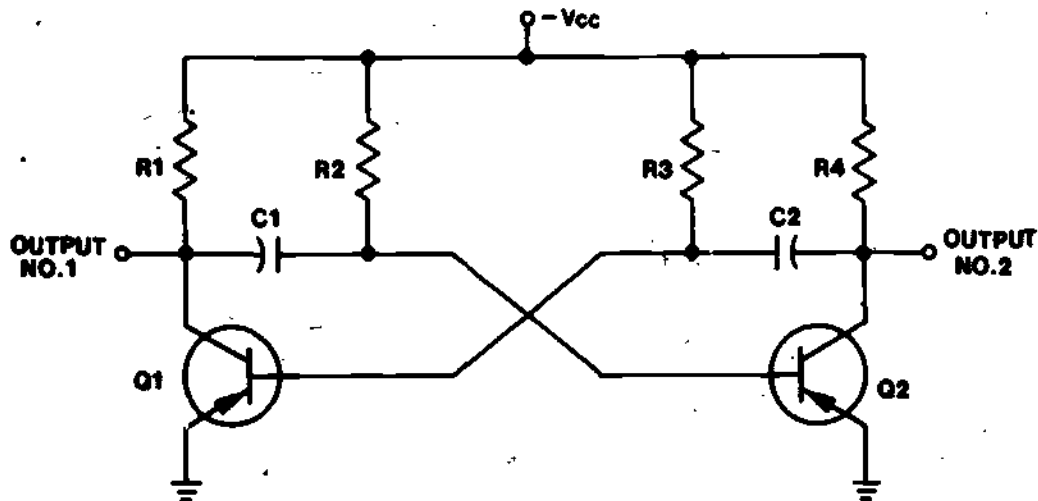 -Vcc
R1
R2
R3
R4
C1
C2
OUTPUT
NO.1
OUTPUT
NO.2
Q1
Q2